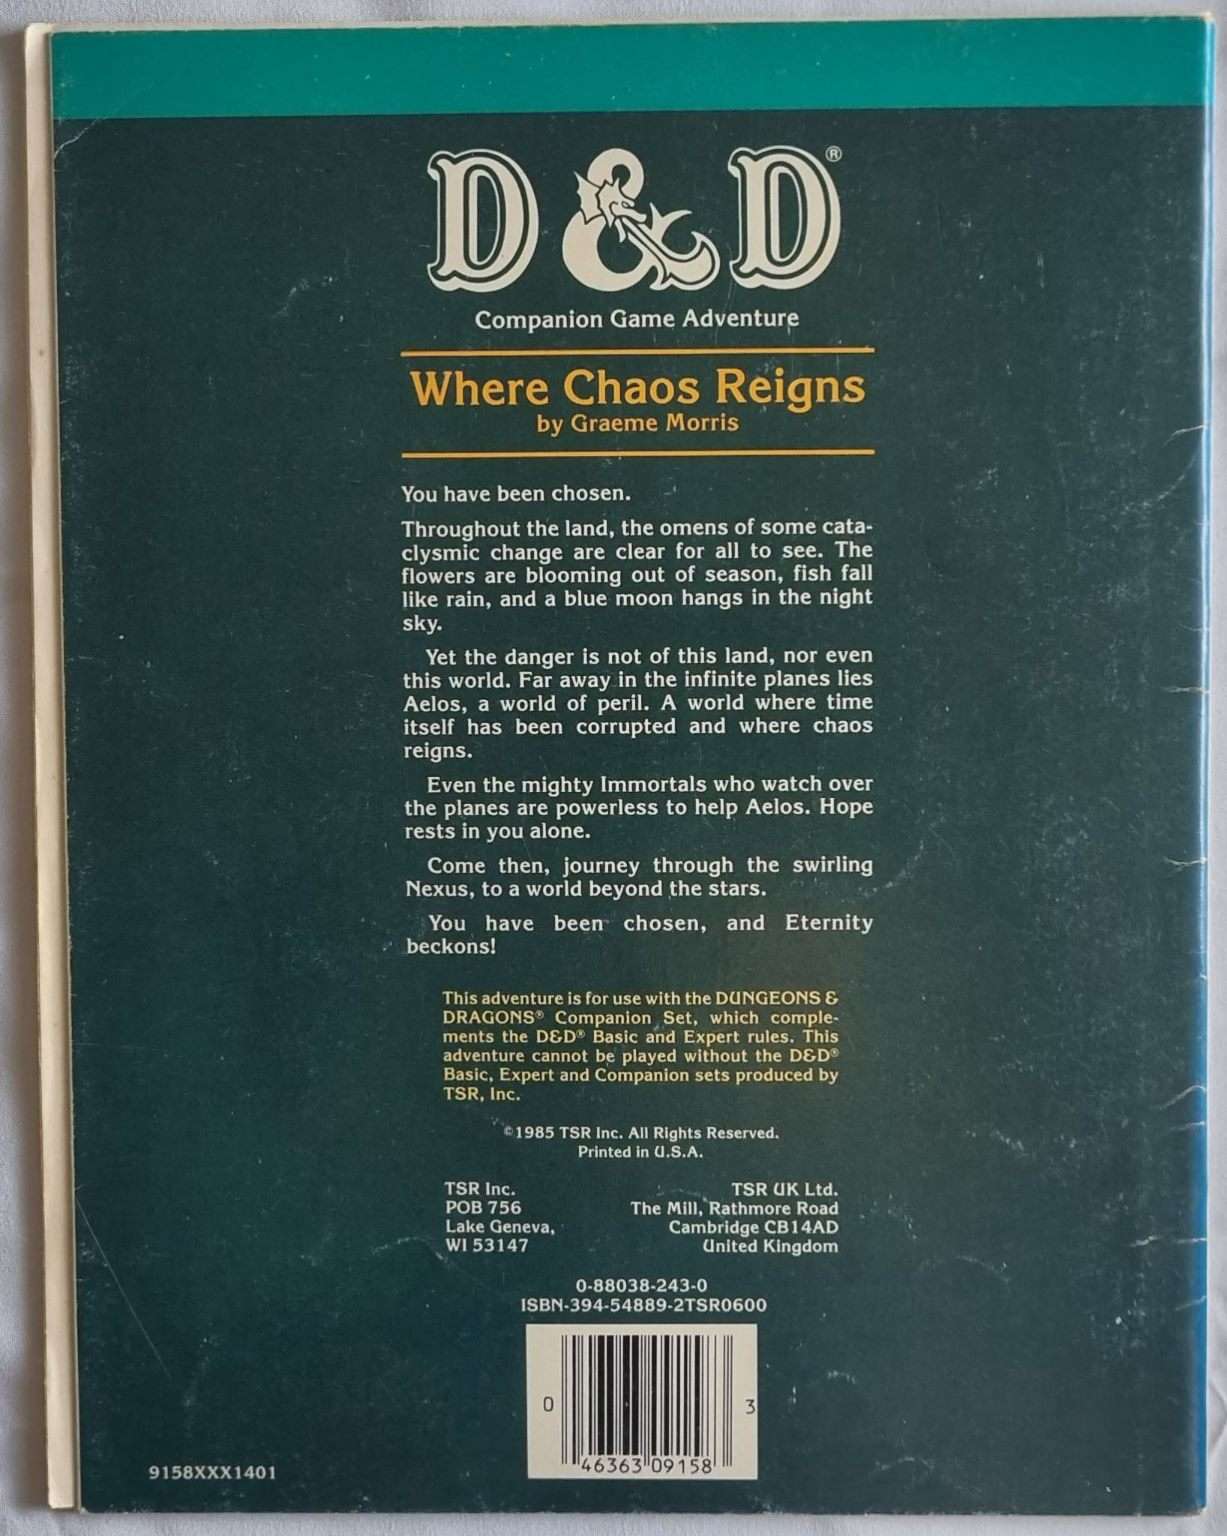 D&D®
Companion Game Adventure
Where Chaos Reigns
by Graeme Morris
You have been chosen.
Throughout the land, the omens of some cata-
clysmic change are clear for all to see. The
flowers are blooming out of season, fish fall
like rain, and a blue moon hangs in the night
sky.
Yet the danger is not of this land, nor even
this world. Far away in the infinite planes lies
Aelos, a world of peril. A world where time
itself has been corrupted and where chaos
reigns.
Even the mighty Immortals who watch over
the planes are powerless to help Aelos. Hope
rests in you alone.
Come then, journey through the swirling
Nexus, to a world beyond the stars.
You have been chosen, and Eternity
beckons!
This adventure is for use with the DUNGEONS &
DRAGONS® Companion Set, which comple-
ments the D&D® Basic and Expert rules. This
adventure cannot be played without the D&D®
Basic, Expert and Companion sets produced by
TSR, Inc.
©1985 TSR Inc. All Rights Reserved.
Printed in U.S.A.
TSR Inc.
POB 756
Lake Geneva,
WI 53147
TSR UK Ltd.
The Mill, Rathmore Road
Cambridge CB14AD
United Kingdom
0-88038-243-0
ISBN-394-54889-2TSR0600
0 46363 09158 3
9158XXX1401